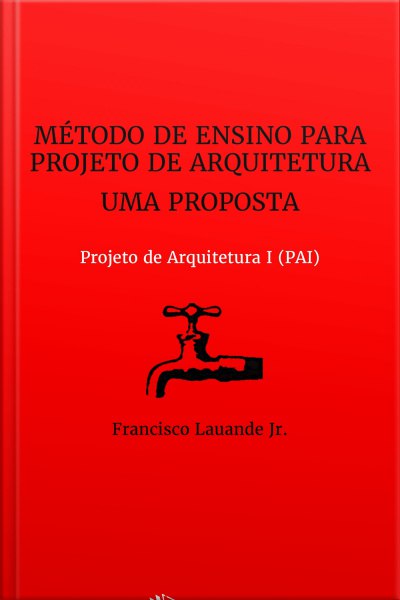 MÉTODO DE ENSINO PARA
PROJETO DE ARQUITETURA
UMA PROPOSTA
Projeto de Arquitetura I (PAI)
Francisco Lauande Jr.